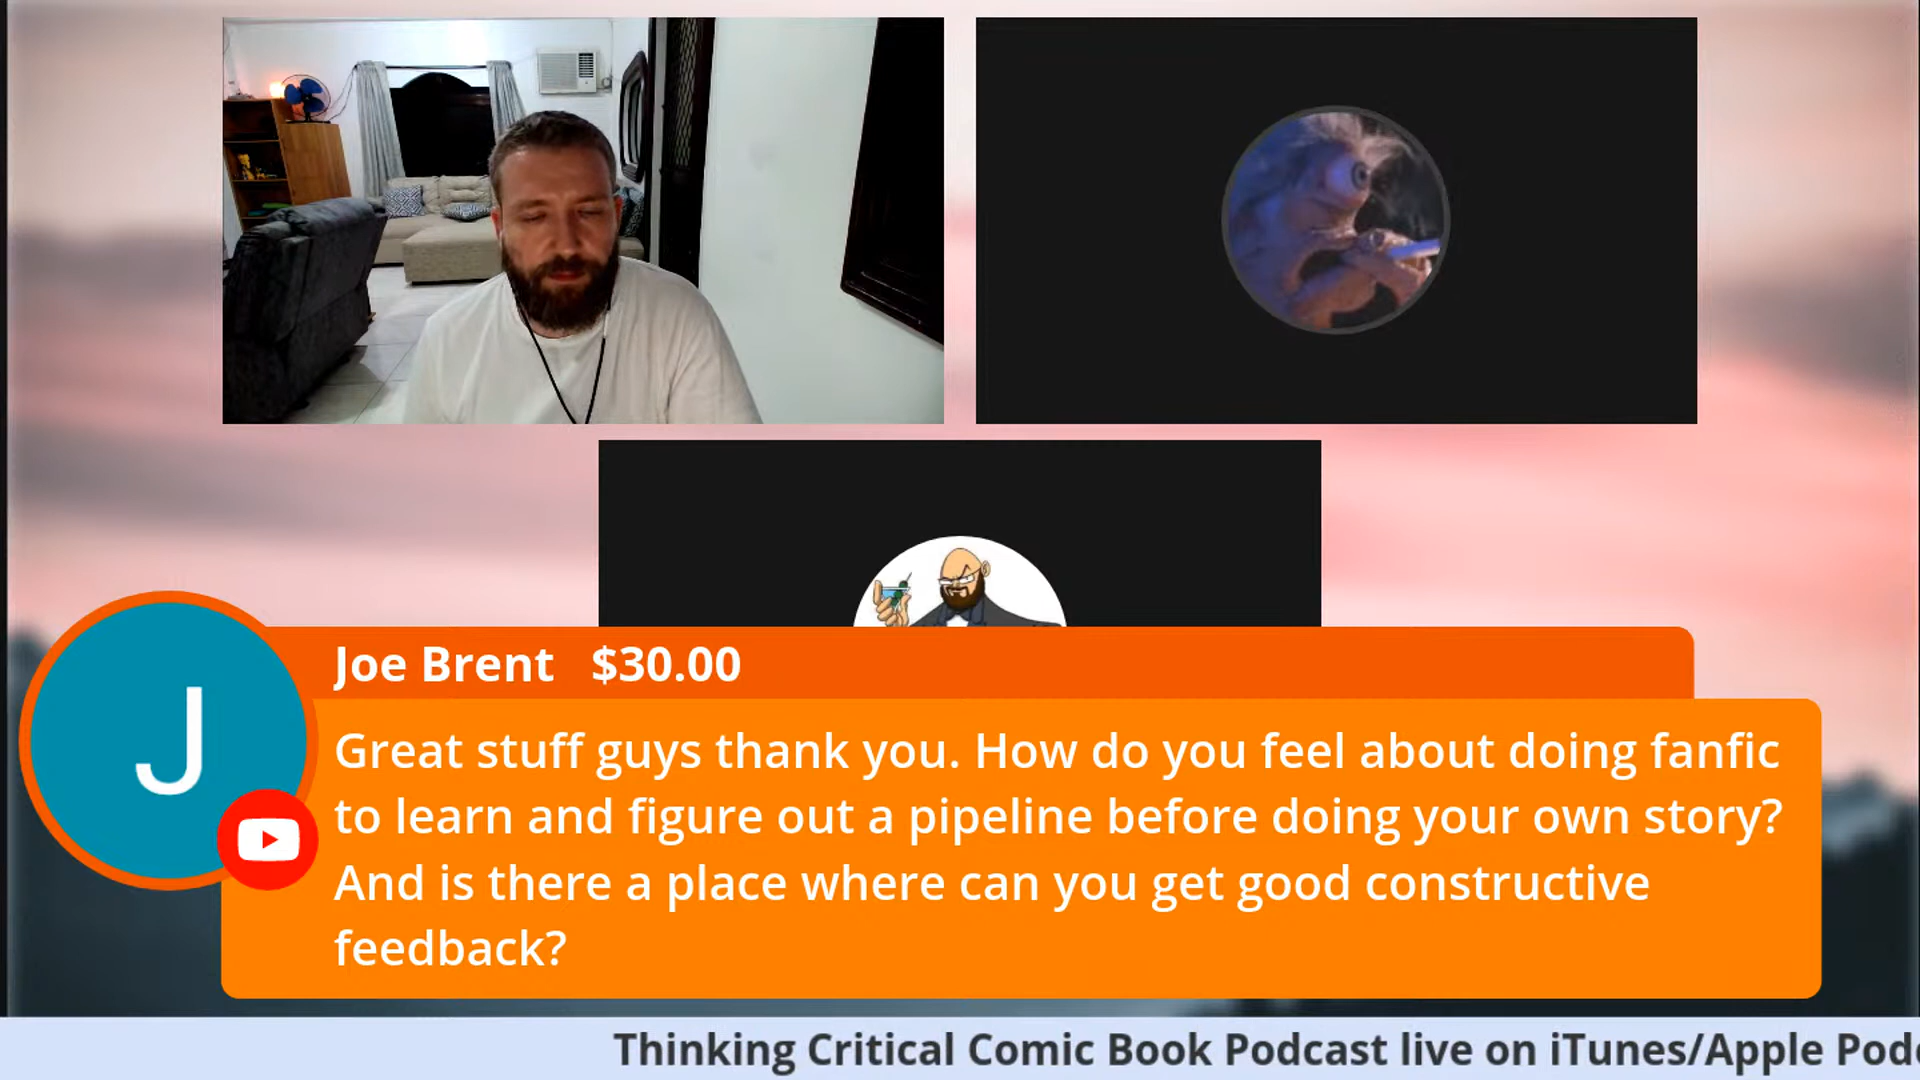 Joe Brent $30.00
J
Great stuff guys thank you. How do you feel about doing fanfic
to learn and figure out a pipeline before doing your own story?
And is there a place where can you get good constructive
feedback?
Thinking Critical Comic Book Podcast live on iTunes/Apple